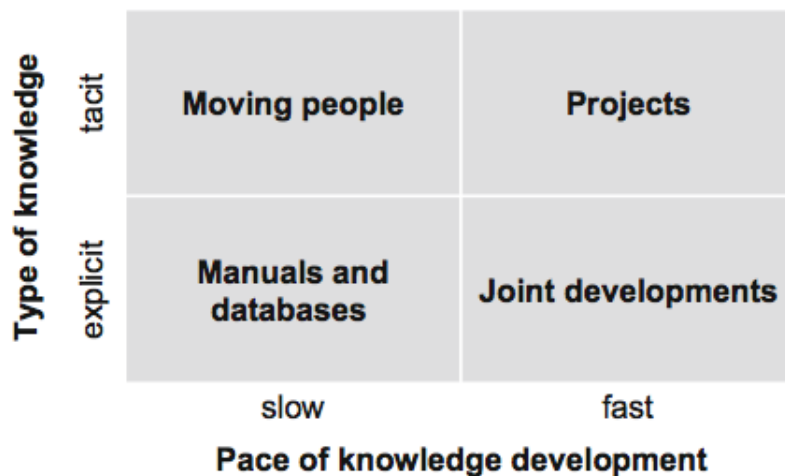 Type of knowledge
tacit
Moving people
Projects
explicit
Manuals and
databases
Joint developments
slow
fast
Pace of knowledge development